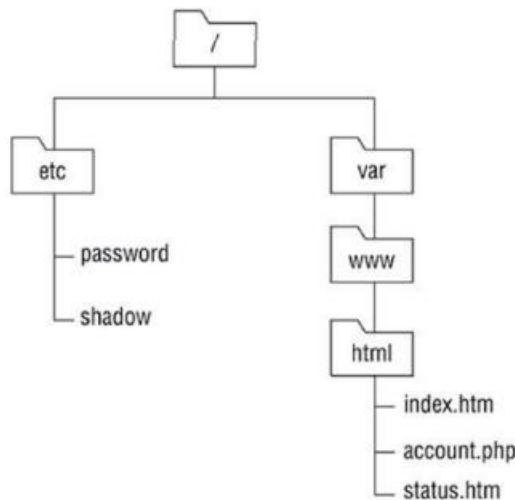 /
etc
var
password
www
shadow
html
index.htm
account.php
status.htm